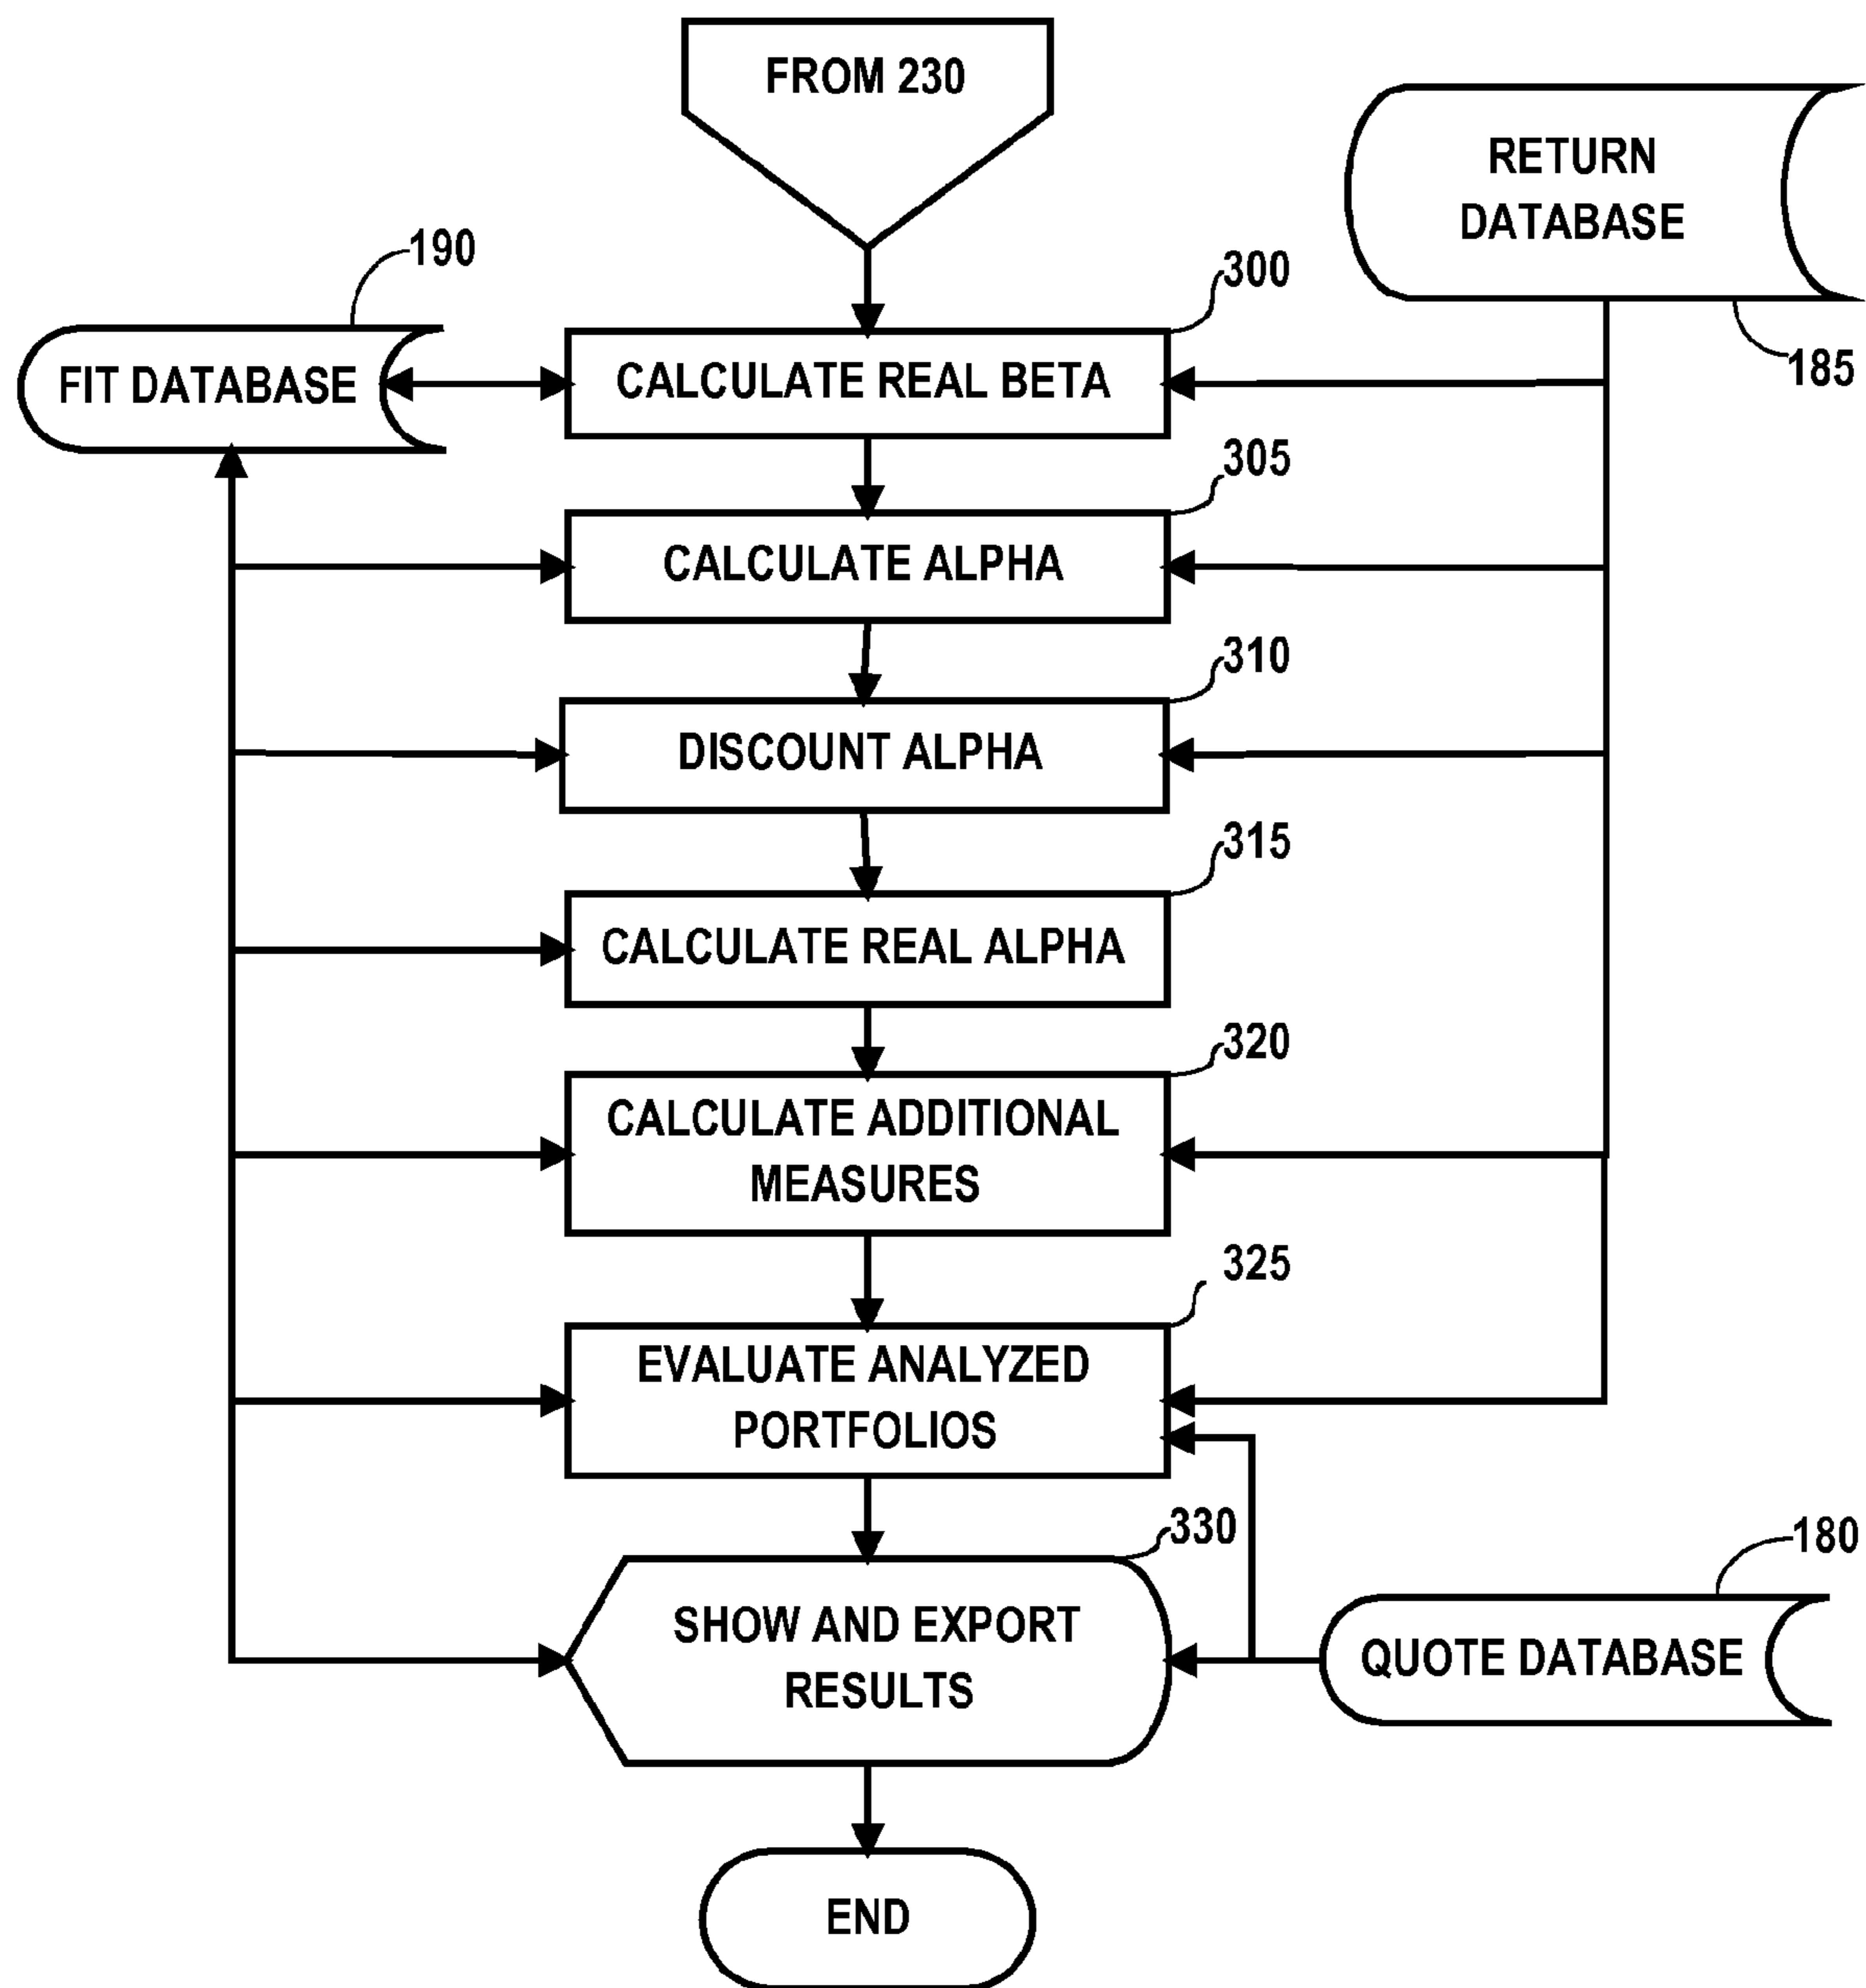 FROM 230
RETURN
DATABASE
190
300
185
FIT DATABASE
CALCULATE REAL BETA
305
CALCULATE ALPHA
310
DISCOUNT ALPHA
315
CALCULATE REAL ALPHA
320
CALCULATE ADDITIONAL
MEASURES
325
EVALUATE ANALYZED
PORTFOLIOS
330
180
SHOW AND EXPORT
RESULTS
QUOTE DATABASE
END